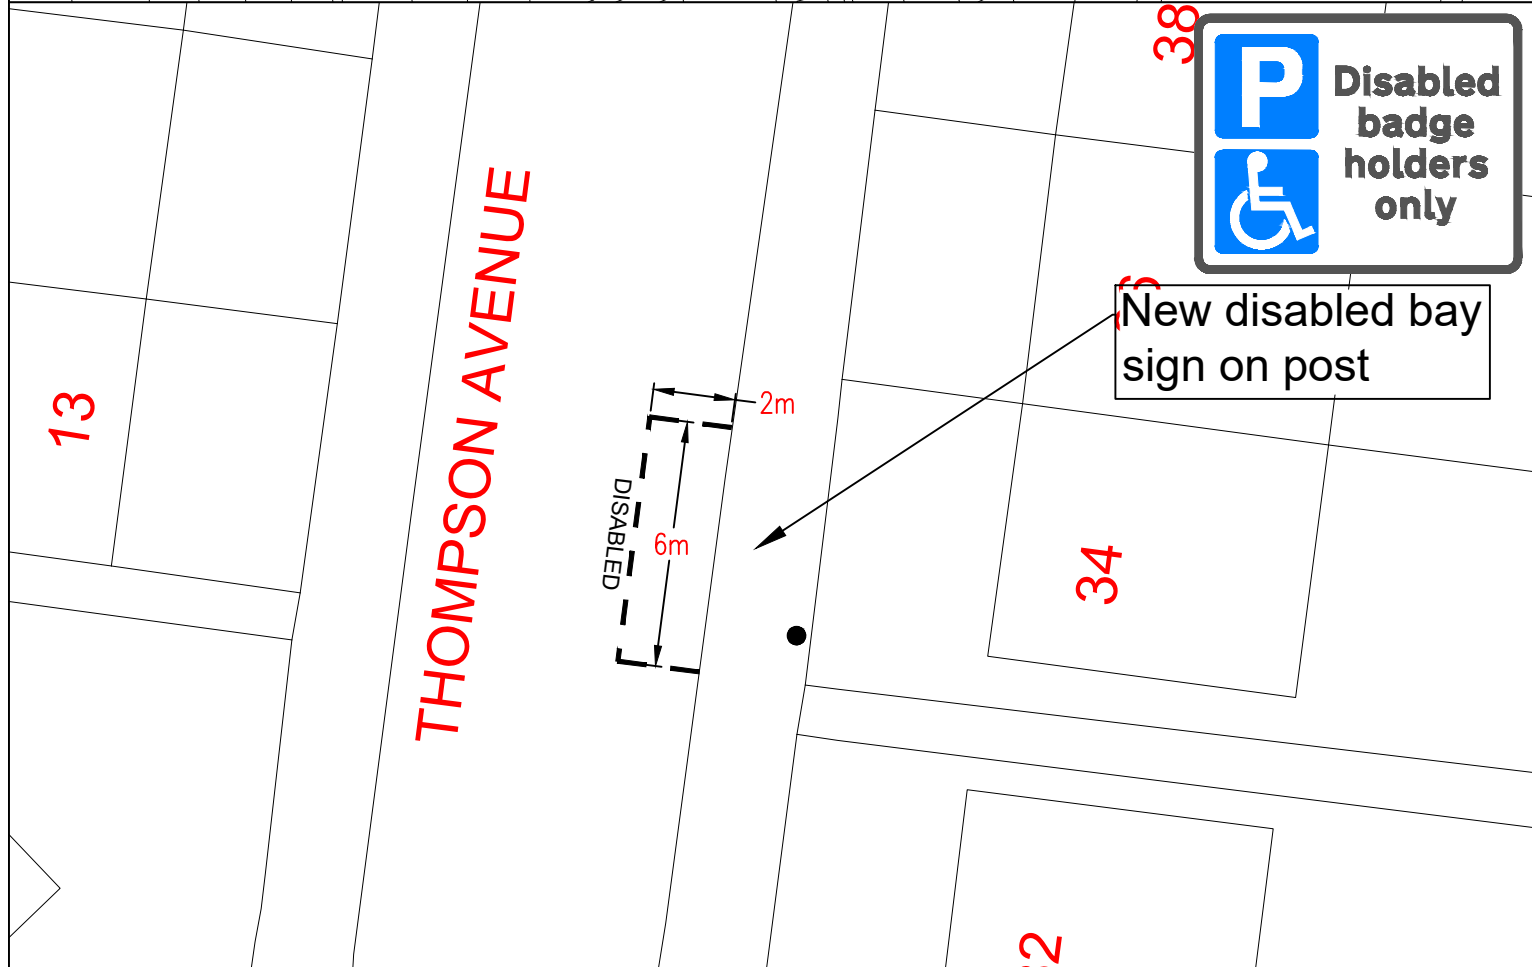 38
P
Disabled
badge
holders
only
New disabled bay
sign on post
THOMPSON AVENUE
13
2m
DISABLED
6m
34